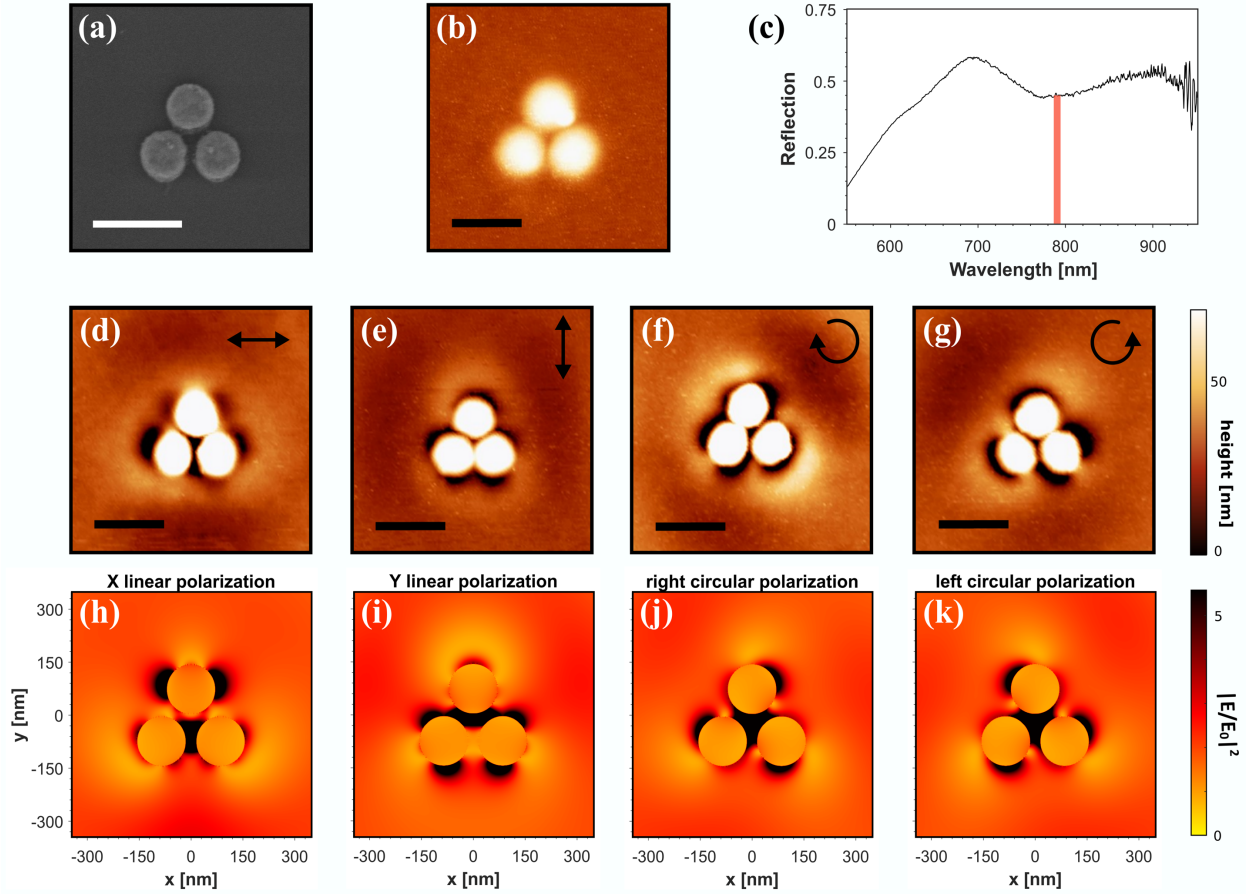 (a)
(b)
(c)
0.75
0.5
0.25
0
Reflection
600 700 800 900
Wavelength [nm]
(d)
(e)
(f)
(g)
50
0
height [nm]
X linear polarization
Y linear polarization
right circular polarization
left circular polarization
(h)
(i)
(j)
(k)
300
150
0
-150
-300
y [nm]
-300 -150 0 150 300
x [nm]
-300 -150 0 150 300
x [nm]
-300 -150 0 150 300
x [nm]
-300 -150 0 150 300
x [nm]
5
0
|E/E₀|²